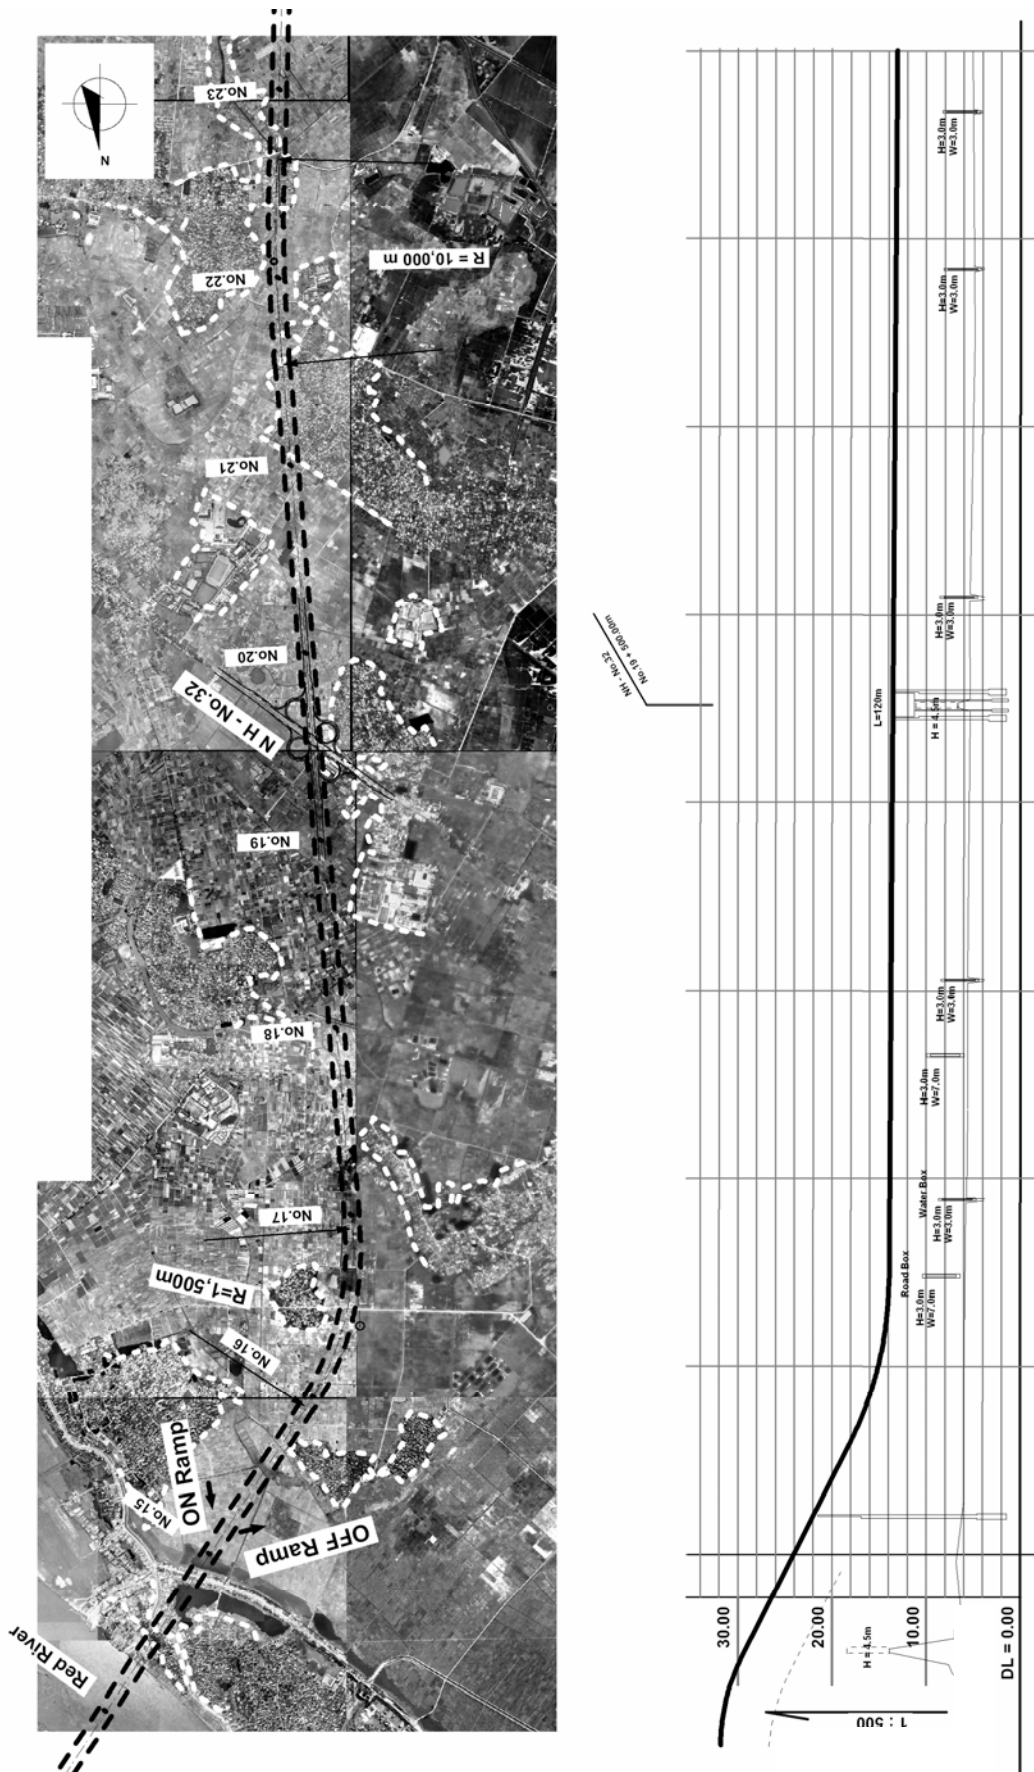 N
No.23
No.22
R = 10,000 m
No.21
No.20
N H - No.32
No.19
No.18
No.17
R=1,500m
No.16
No.15
ON Ramp
OFF Ramp
Red River
H=3.0m
W=3.0m
H=3.0m
W=3.0m
H=3.0m
W=3.0m
NH - No.32
No.19 + 500.00m
L=120m
H = 4.5m
H=3.0m
W=3.0m
H=3.0m
W=7.0m
Water Box
H=3.0m
W=3.0m
Road Box
H=3.0m
W=7.0m
30.00
20.00
10.00
DL = 0.00
H = 4.5m
1 : 500